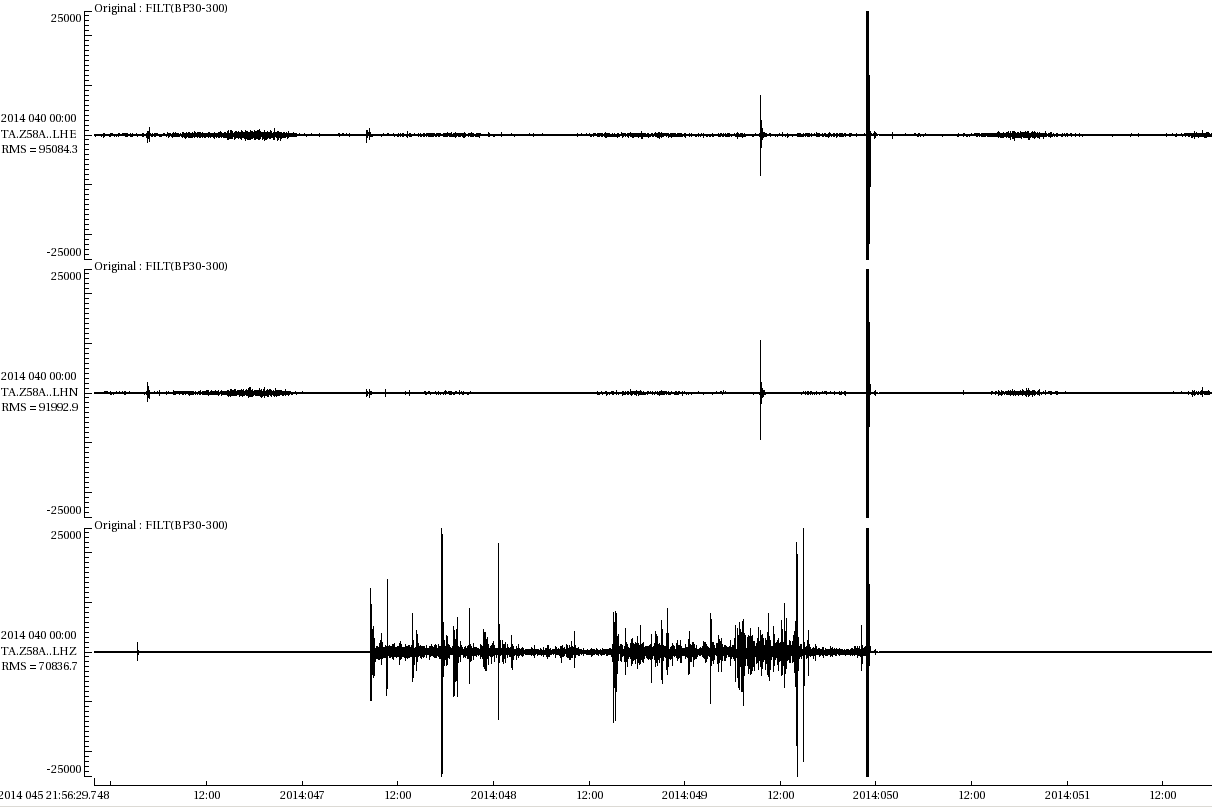 Original : FILT(BP30-300)
25000
2014 040 00:00
TA.Z58A..LHE
RMS = 95084.3
-25000
Original : FILT(BP30-300)
25000
2014 040 00:00
TA.Z58A..LHN
RMS = 91992.9
-25000
Original : FILT(BP30-300)
25000
2014 040 00:00
TA.Z58A..LHZ
RMS = 70836.7
-25000
2014 045 21:56:29.748 12:00 2014:047 12:00 2014:048 12:00 2014:049 12:00 2014:050 12:00 2014:051 12:00